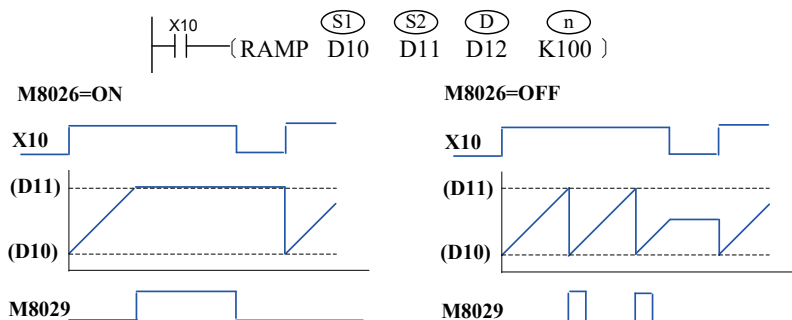 X10 S1 S2 D n
(RAMP D10 D11 D12 K100)
M8026=ON M8026=OFF
X10 X10
(D11) (D11)
(D10) (D10)
M8029 M8029